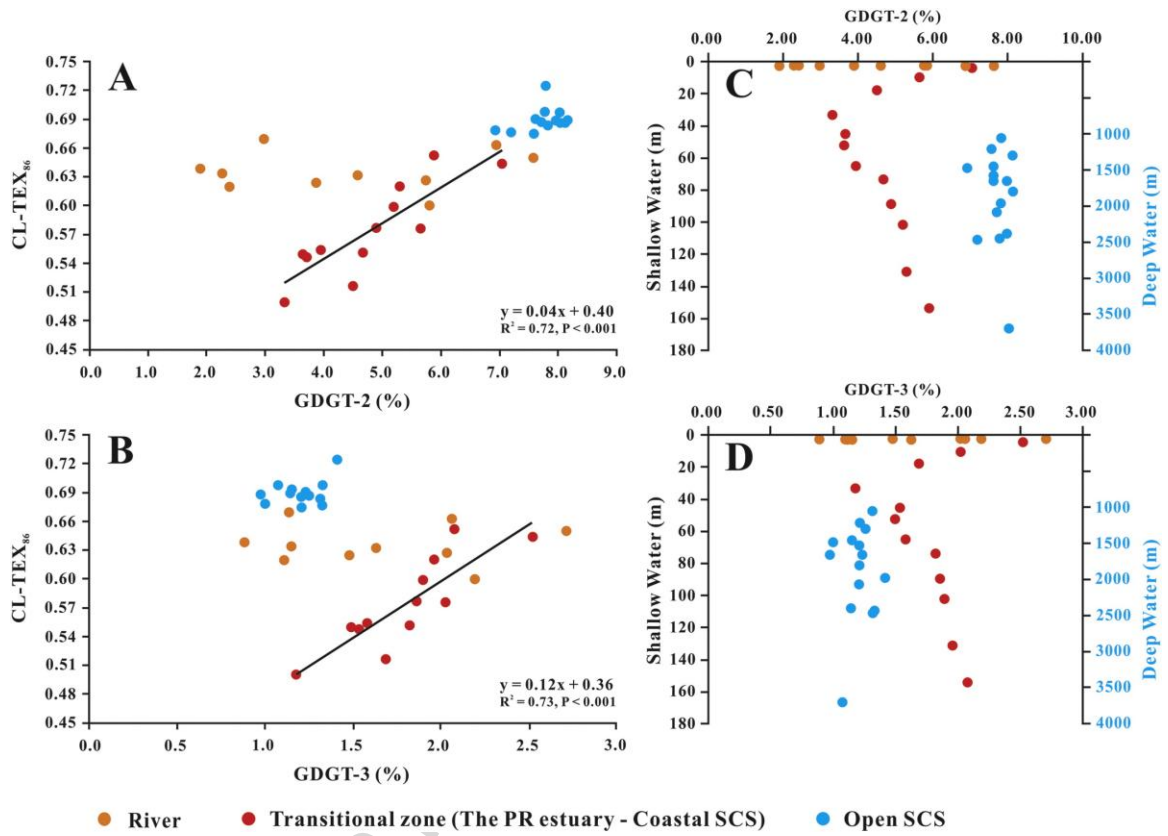 A
CL-TEX₈₆
0.75
0.72
0.69
0.66
0.63
0.60
0.57
0.54
0.51
0.48
0.45
y = 0.04x + 0.40
R² = 0.72, P < 0.001
0.0 1.0 2.0 3.0 4.0 5.0 6.0 7.0 8.0 9.0
GDGT-2 (%)
GDGT-2 (%)
0.00 2.00 4.00 6.00 8.00 10.00
C
Shallow Water (m)
0
20
40
60
80
100
120
140
160
180
Deep Water (m)
0
1000
1500
2000
2500
3000
3500
4000
B
CL-TEX₈₆
0.75
0.72
0.69
0.66
0.63
0.60
0.57
0.54
0.51
0.48
0.45
y = 0.12x + 0.36
R² = 0.73, P < 0.001
0.0 1.0 1.5 2.0 2.5 3.0
GDGT-3 (%)
GDGT-3 (%)
0.00 0.50 1.00 1.50 2.00 2.50 3.00
D
Shallow Water (m)
0
20
40
60
80
100
120
140
160
180
Deep Water (m)
0
1000
1500
2000
2500
3000
3500
4000
River Transitional zone (The PR estuary - Coastal SCS) Open SCS